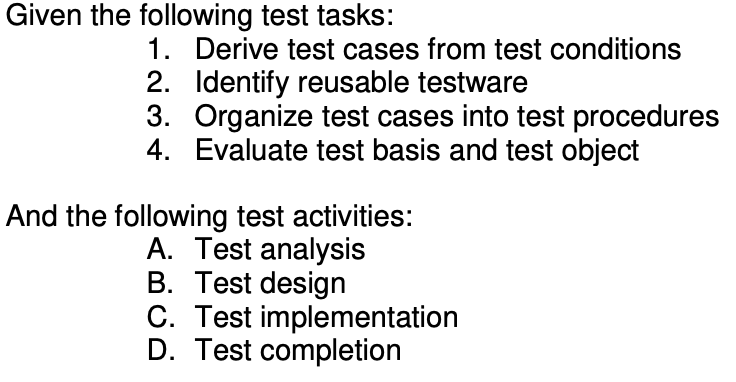 Given the following test tasks:
1. Derive test cases from test conditions
2. Identify reusable testware
3. Organize test cases into test procedures
4. Evaluate test basis and test object
And the following test activities:
A. Test analysis
B. Test design
C. Test implementation
D. Test completion